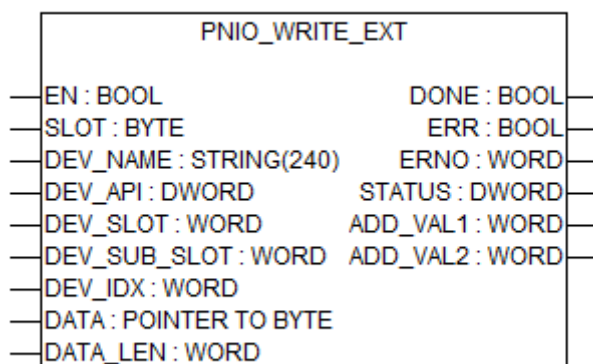 PNIO_WRITE_EXT
EN : BOOL DONE : BOOL
SLOT : BYTE ERR : BOOL
DEV_NAME : STRING(240) ERNO : WORD
DEV_API : DWORD STATUS : DWORD
DEV_SLOT : WORD ADD_VAL1 : WORD
DEV_SUB_SLOT : WORD ADD_VAL2 : WORD
DEV_IDX : WORD
DATA : POINTER TO BYTE
DATA_LEN : WORD